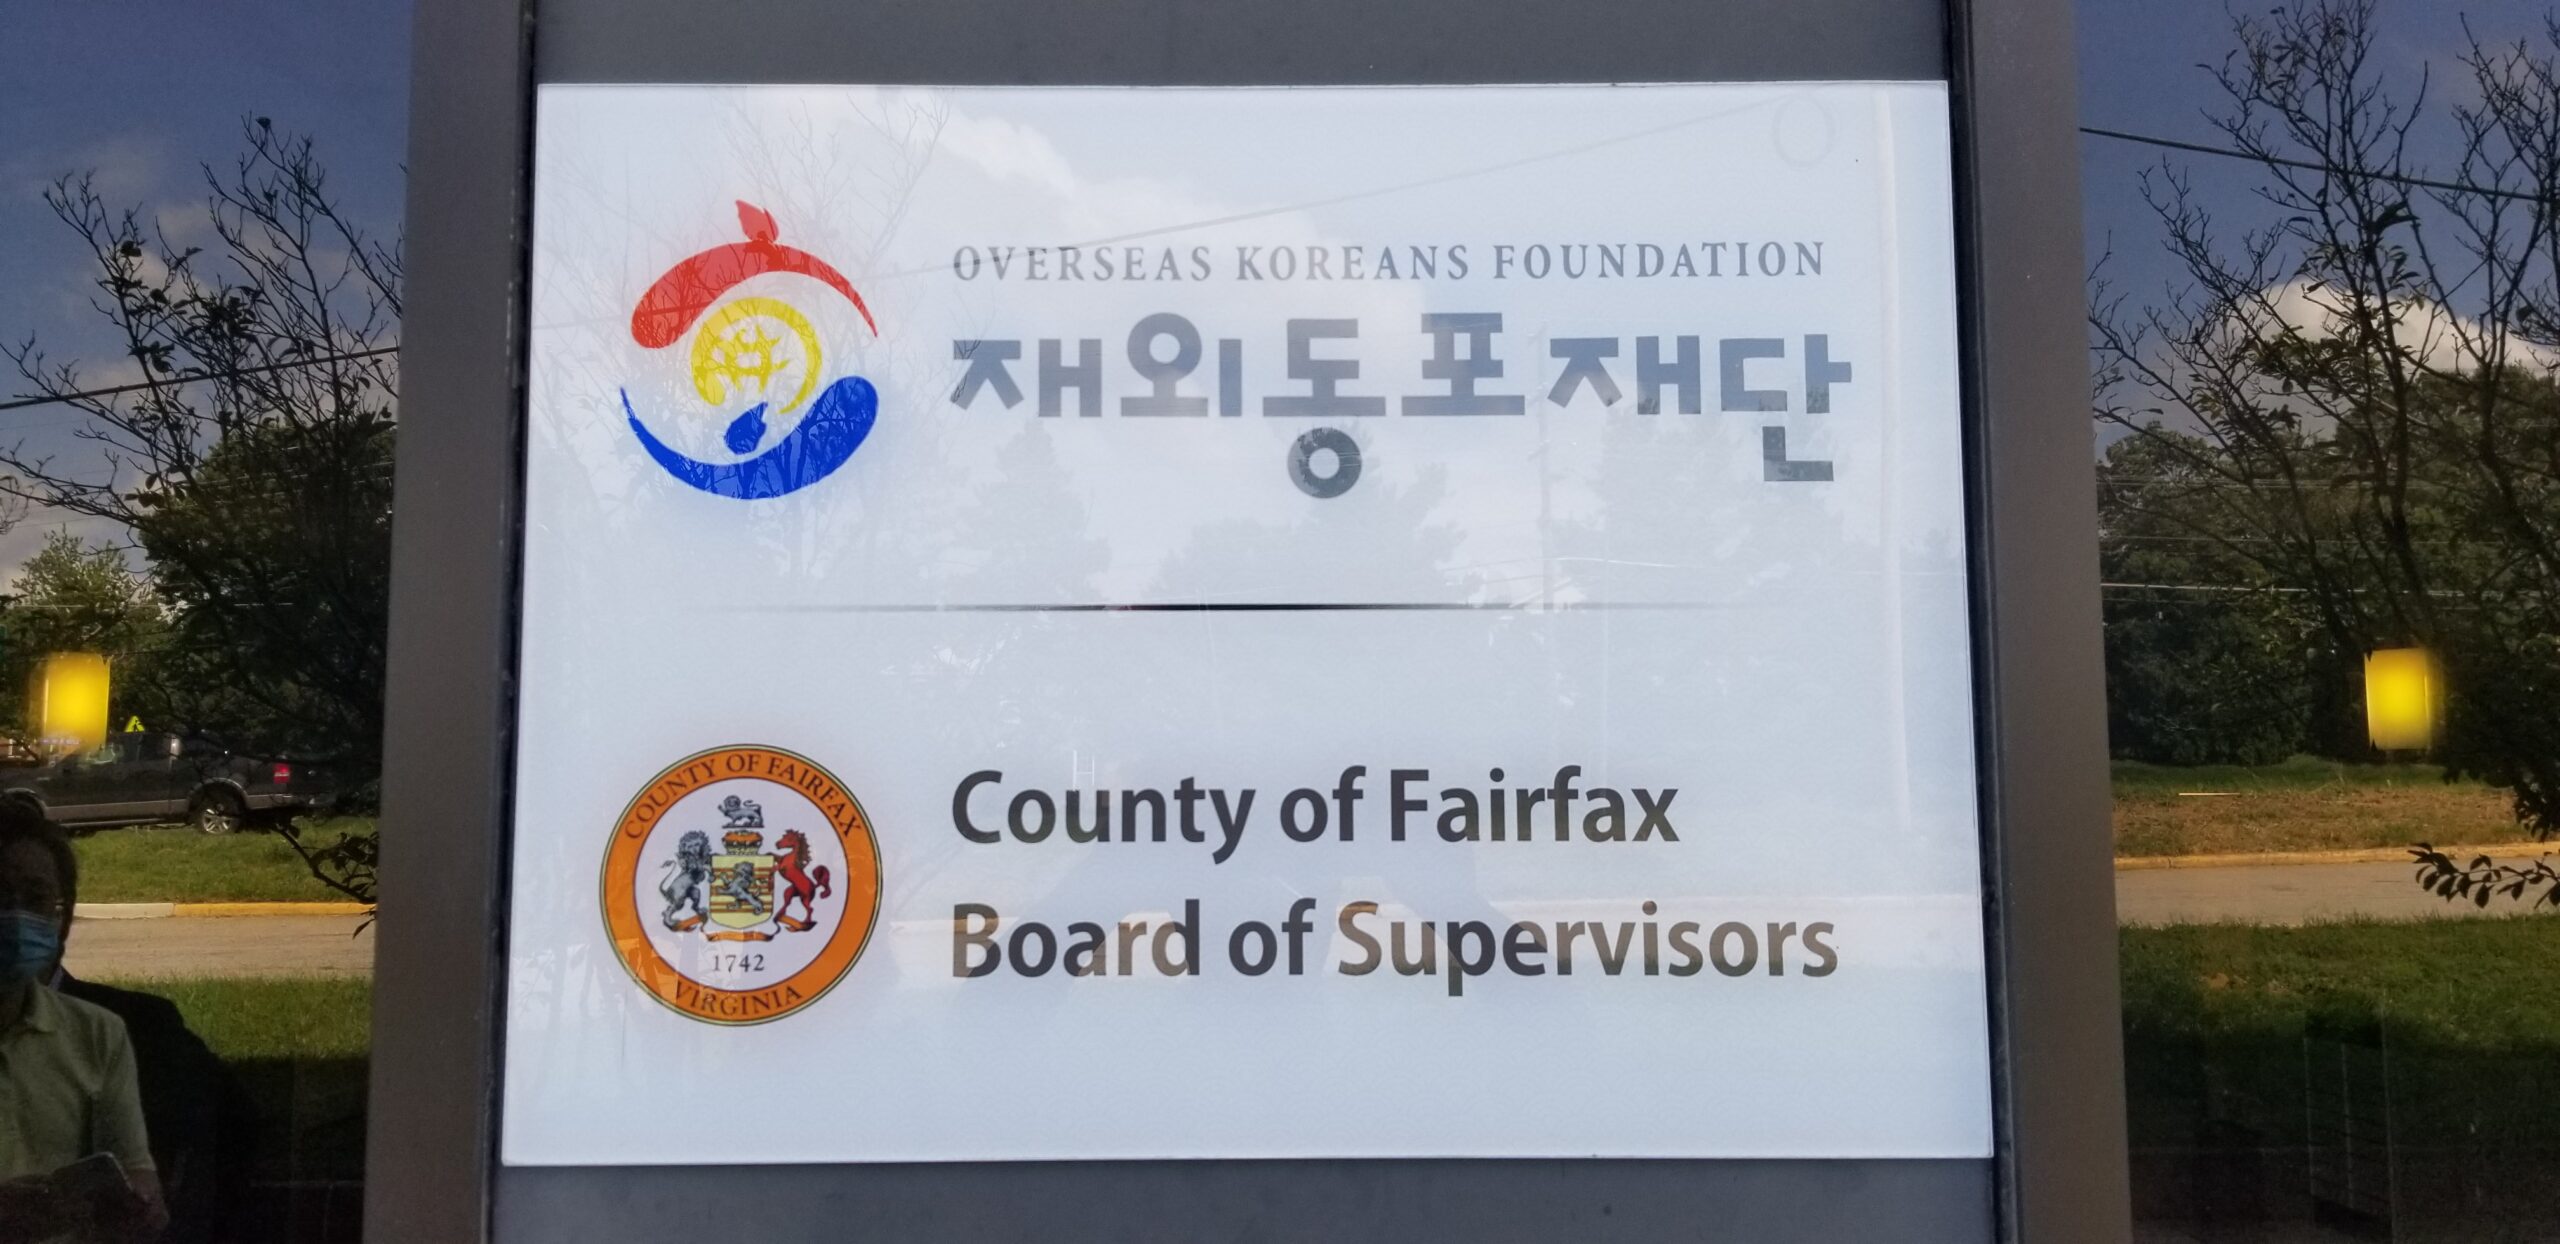 OVERSEAS KOREANS FOUNDATION
재외동포재단
COUNTY OF FAIRFAX
1742
VIRGINIA
County of Fairfax
Board of Supervisors